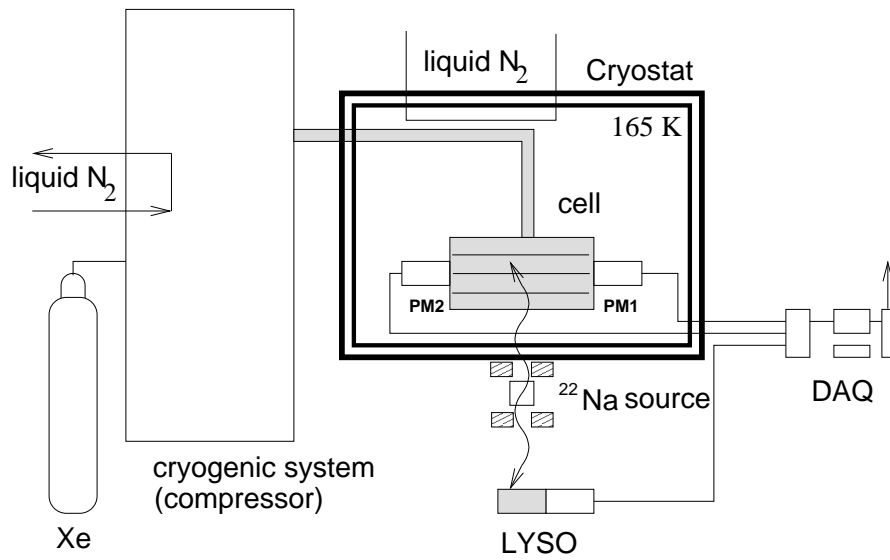 liquid N2
Cryostat
165 K
liquid N2
cell
PM2
PM1
22Na source
DAQ
cryogenic system
(compressor)
Xe
LYSO